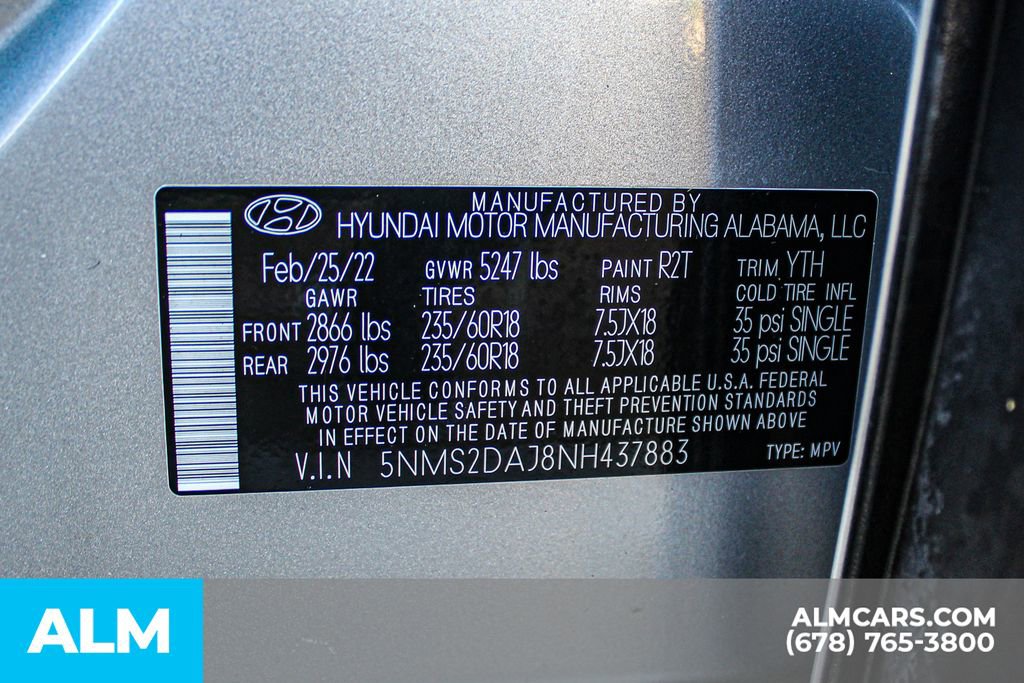 MANUFACTURED BY
HYUNDAI MOTOR MANUFACTURING ALABAMA, LLC
Feb/25/22 GVWR 5247 lbs PAINT R2T TRIM YTH
GAWR TIRES RIMS COLD TIRE INFL
FRONT 2866 lbs 235/60R18 7.5JX18 35 psi SINGLE
REAR 2976 lbs 235/60R18 7.5JX18 35 psi SINGLE
THIS VEHICLE CONFORMS TO ALL APPLICABLE U.S.A. FEDERAL
MOTOR VEHICLE SAFETY AND THEFT PREVENTION STANDARDS
IN EFFECT ON THE DATE OF MANUFACTURE SHOWN ABOVE
V.I.N 5NMS2DAJ8NH437883 TYPE: MPV
ALM
ALMCARS.COM
(678) 765-3800